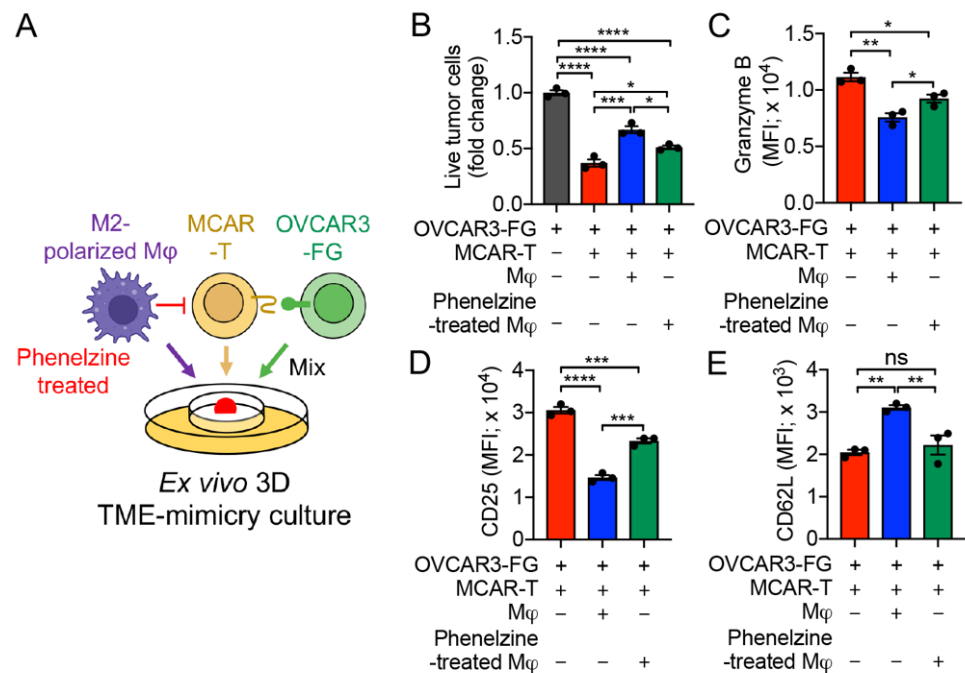 A
M2-
polarized Mφ
MCAR
-T
OVCAR3
-FG
Phenelzine
treated
Mix
Ex vivo 3D
TME-mimicry culture
B
Live tumor cells
(fold change)
1.5
1.0
0.5
0.0
****
****
****
*
***
*
OVCAR3-FG + + + +
MCAR-T – + + +
Mφ – – + –
Phenelzine
-treated Mφ – – – +
C
Granzyme B
(MFI; x 10⁴)
1.5
1.0
0.5
0.0
*
**
*
OVCAR3-FG + + +
MCAR-T + + +
Mφ – + –
Phenelzine
-treated Mφ – – +
D
CD25 (MFI; x 10⁴)
4
3
2
1
0
***
****
***
OVCAR3-FG + + +
MCAR-T + + +
Mφ – + –
Phenelzine
-treated Mφ – – +
E
CD62L (MFI; x 10³)
4
3
2
1
0
ns
**
**
OVCAR3-FG + + +
MCAR-T + + +
Mφ – + –
Phenelzine
-treated Mφ – – +